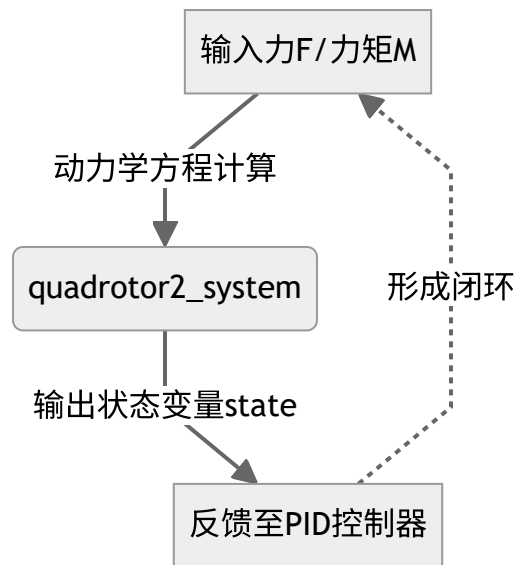 输入力F/力矩M
动力学方程计算
quadrotor2_system
形成闭环
输出状态变量state
反馈至PID控制器